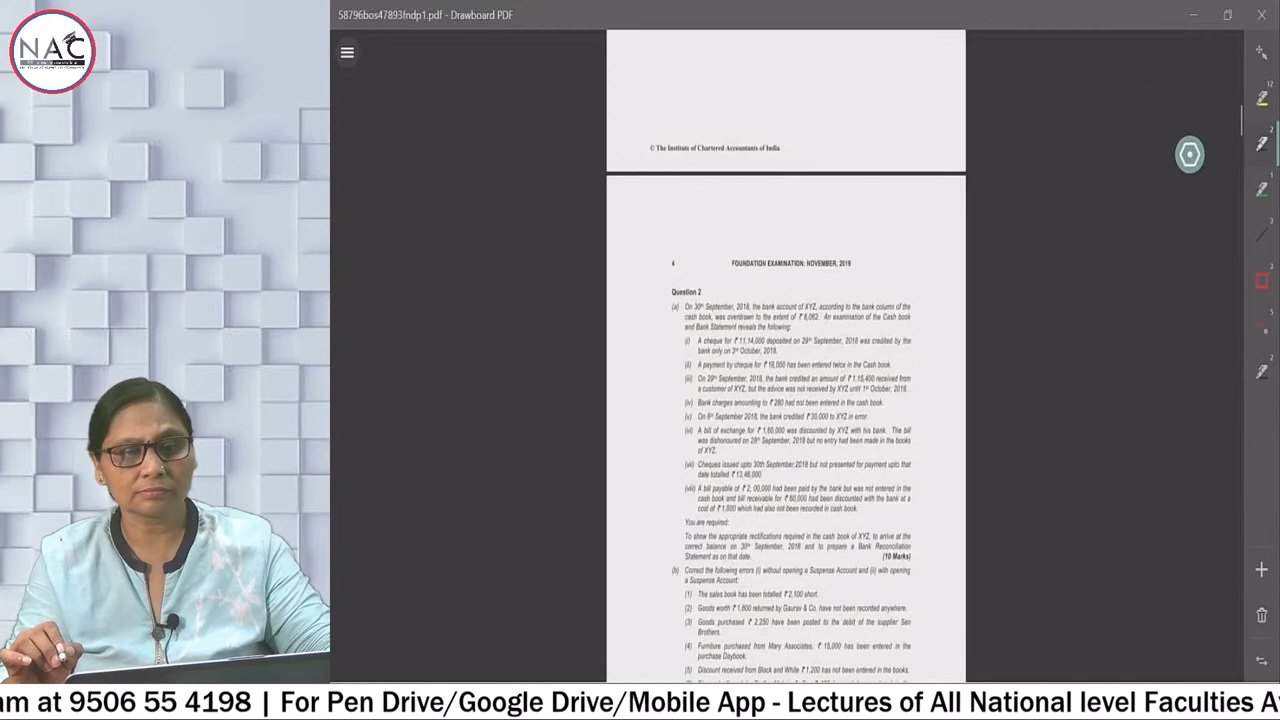 58796bos47893fndp1.pdf - Drawboard PDF
NAC
© The Institute of Chartered Accountants of India
4 FOUNDATION EXAMINATION: NOVEMBER, 2019
Question 2
(a) On 30th September, 2018, the bank account of XYZ, according to the bank column of the
cash book, was overdrawn to the extent of ₹ 8,062. An examination of the Cash book
and Bank Statement reveals the following:
(i) A cheque for ₹ 11,14,000 deposited on 29th September, 2018 was credited by the
bank only on 3rd October, 2018.
(ii) A payment by cheque for ₹ 18,000 has been entered twice in the Cash book.
(iii) On 29th September, 2018, the bank credited an amount of ₹ 1,15,400 received from
a customer of XYZ, but the advice was not received by XYZ until 1st October, 2018.
(iv) Bank charges amounting to ₹ 280 had not been entered in the cash book.
(v) On 6th September 2018, the bank credited ₹ 30,000 to XYZ in error.
(vi) A bill of exchange for ₹ 1,60,000 was discounted by XYZ with his bank. The bill
was dishonoured on 28th September, 2018 but no entry had been made in the books
of XYZ.
(vii) Cheques issued upto 30th September,2018 but not presented for payment upto that
date totalled ₹ 13,46,000.
(viii) A bill payable of ₹ 2, 00,000 had been paid by the bank but was not entered in the
cash book and bill receivable for ₹ 60,000 had been discounted with the bank at a
cost of ₹ 1,000 which had also not been recorded in cash book.
You are required:
To show the appropriate rectifications required in the cash book of XYZ, to arrive at the
correct balance on 30th September, 2018 and to prepare a Bank Reconciliation
Statement as on that date. (10 Marks)
(b) Correct the following errors (i) without opening a Suspense Account and (ii) with opening
a Suspense Account:
(1) The sales book has been totalled ₹ 2,100 short.
(2) Goods worth ₹ 1,800 returned by Gaurav & Co. have not been recorded anywhere.
(3) Goods purchased ₹ 2,250 have been posted to the debit of the supplier Sen
Brothers.
(4) Furniture purchased from Mary Associates, ₹ 15,000 has been entered in the
purchase Daybook.
(5) Discount received from Black and White ₹ 1,200 has not been entered in the books.
am at 9506 55 4198 | For Pen Drive/Google Drive/Mobile App - Lectures of All National level Faculties A